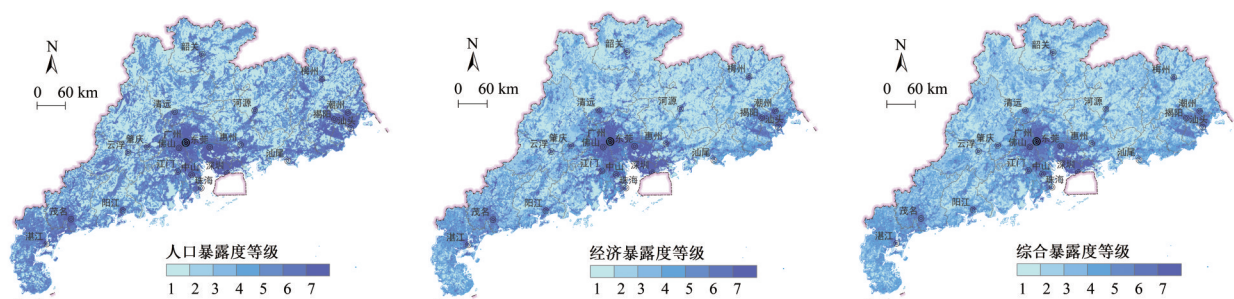 N
0 60 km
韶关
梅州
清远
河源
潮州
揭阳
汕头
广州
肇庆
佛山
东莞
惠州
云浮
江门
中山
深圳
汕尾
珠海
阳江
茂名
湛江
人口暴露度等级
1 2 3 4 5 6 7
N
0 60 km
韶关
梅州
清远
河源
潮州
揭阳
汕头
广州
肇庆
佛山
东莞
惠州
云浮
江门
中山
深圳
汕尾
珠海
阳江
茂名
湛江
经济暴露度等级
1 2 3 4 5 6 7
N
0 60 km
韶关
梅州
清远
河源
潮州
揭阳
汕头
广州
肇庆
佛山
东莞
惠州
云浮
江门
中山
深圳
汕尾
珠海
阳江
茂名
湛江
综合暴露度等级
1 2 3 4 5 6 7